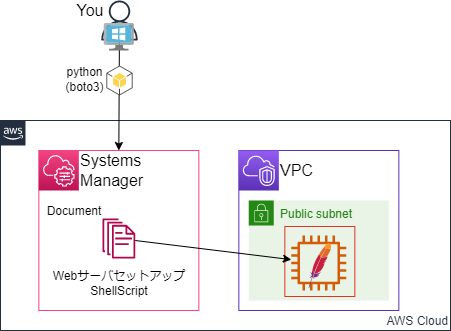 You
python
(boto3)
aws
Systems
Manager
VPC
Document
Public subnet
Webサーバセットアップ
ShellScript
AWS Cloud